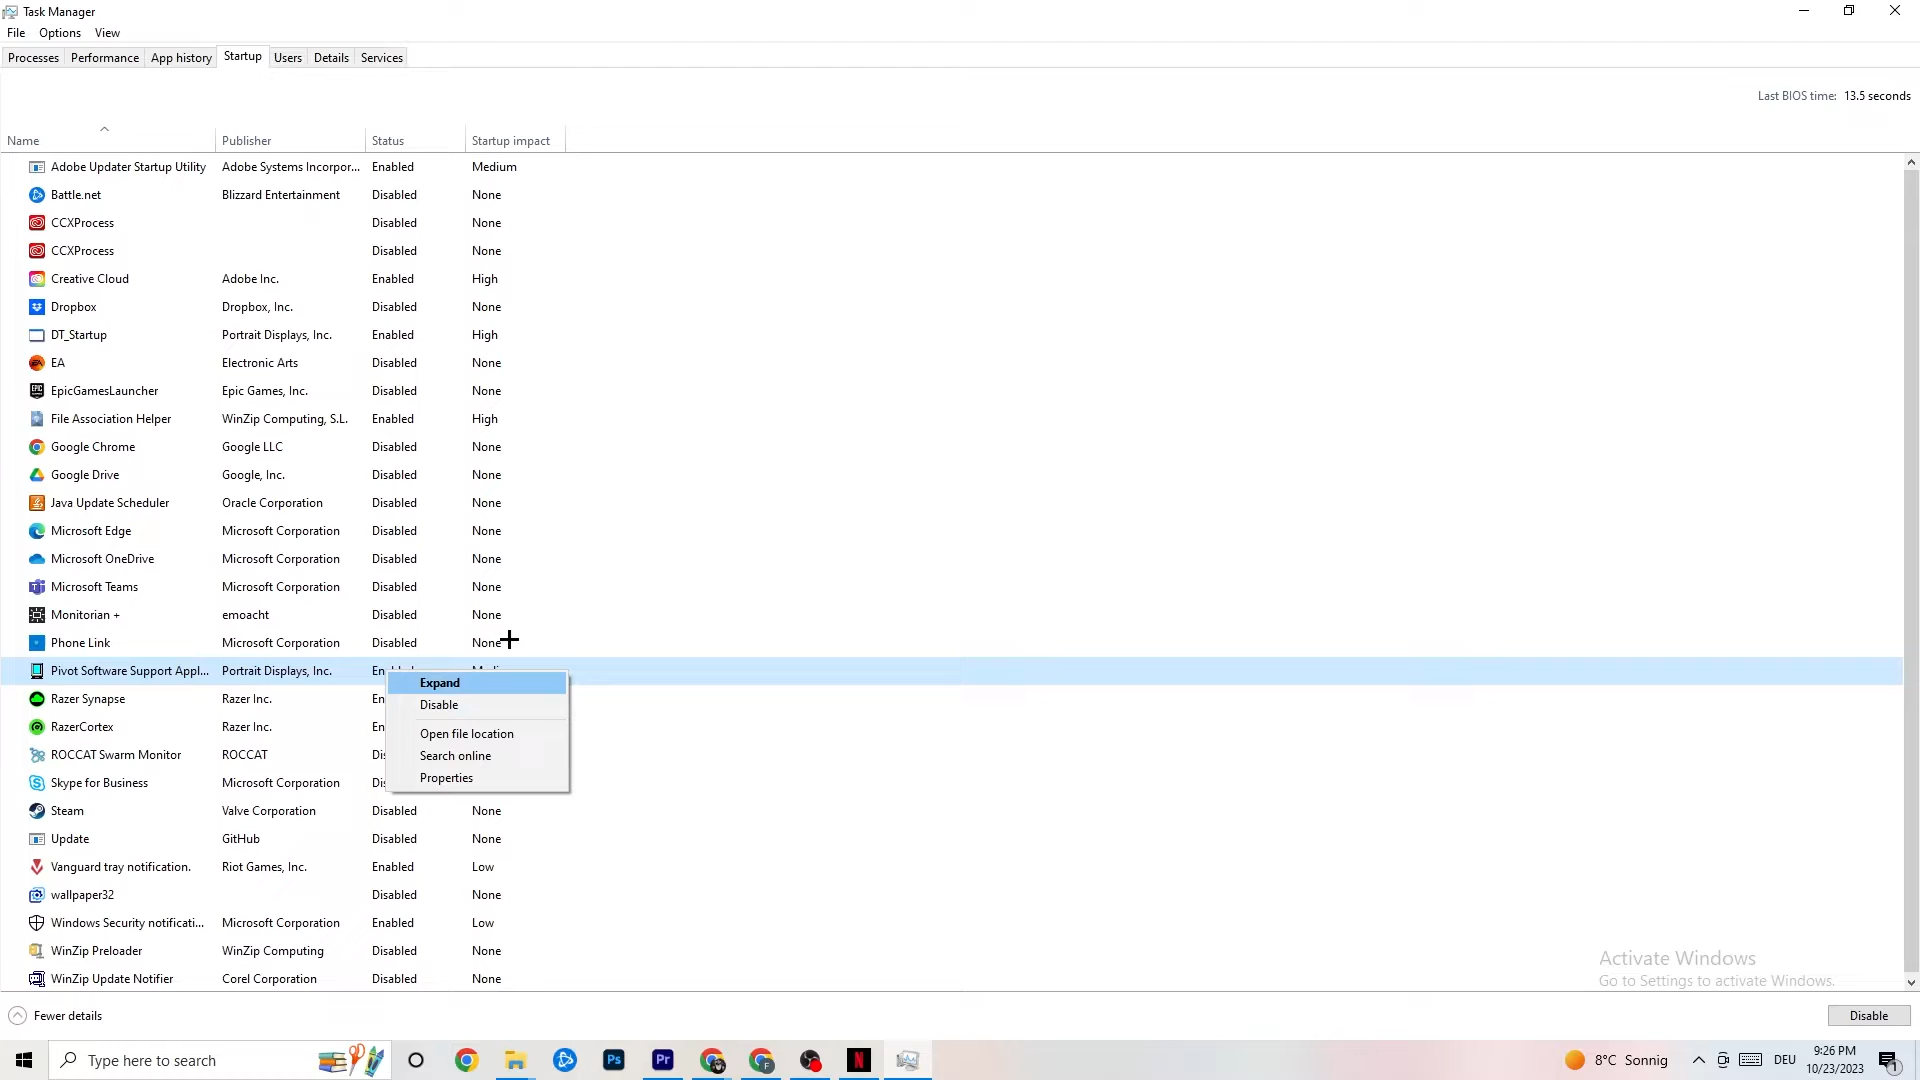 Task Manager
File Options View
Processes Performance App history Startup Users Details Services
Last BIOS time: 13.5 seconds
Name Publisher Status Startup impact
Adobe Updater Startup Utility Adobe Systems Incorpor... Enabled Medium
Battle.net Blizzard Entertainment Disabled None
CCXProcess Disabled None
CCXProcess Disabled None
Creative Cloud Adobe Inc. Enabled High
Dropbox Dropbox, Inc. Disabled None
DT_Startup Portrait Displays, Inc. Enabled High
EA Electronic Arts Disabled None
EpicGamesLauncher Epic Games, Inc. Disabled None
File Association Helper WinZip Computing, S.L. Enabled High
Google Chrome Google LLC Disabled None
Google Drive Google, Inc. Disabled None
Java Update Scheduler Oracle Corporation Disabled None
Microsoft Edge Microsoft Corporation Disabled None
Microsoft OneDrive Microsoft Corporation Disabled None
Microsoft Teams Microsoft Corporation Disabled None
Monitorian + emoacht Disabled None
Phone Link Microsoft Corporation Disabled None
Pivot Software Support Appl... Portrait Displays, Inc.
Expand
Disable
Open file location
Search online
Properties
Razer Synapse Razer Inc.
RazerCortex Razer Inc.
ROCCAT Swarm Monitor ROCCAT
Skype for Business Microsoft Corporation
Steam Valve Corporation Disabled None
Update GitHub Disabled None
Vanguard tray notification. Riot Games, Inc. Enabled Low
wallpaper32 Disabled None
Windows Security notificati... Microsoft Corporation Enabled Low
WinZip Preloader WinZip Computing Disabled None
WinZip Update Notifier Corel Corporation Disabled None
Activate Windows
Go to Settings to activate Windows.
Fewer details
Disable
Type here to search
Ps
Pr
F
N
8°C Sonnig
DEU
9:26 PM
10/23/2023
1